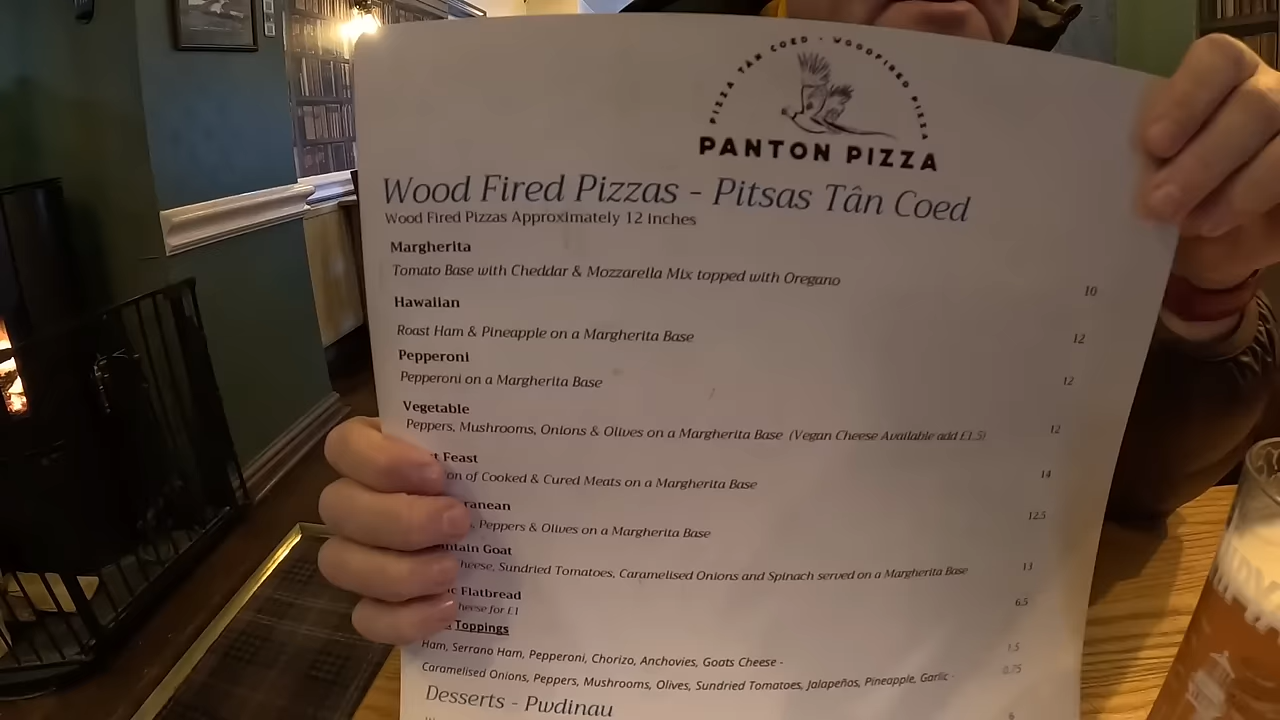 PIZZA TÂN COED · WOODFIRED PIZZA
PANTON PIZZA
Wood Fired Pizzas - Pitsas Tân Coed
Wood Fired Pizzas Approximately 12 Inches
Margherita
Tomato Base with Cheddar & Mozzarella Mix topped with Oregano 10
Hawaiian
Roast Ham & Pineapple on a Margherita Base 12
Pepperoni
Pepperoni on a Margherita Base 12
Vegetable
Peppers, Mushrooms, Onions & Olives on a Margherita Base (Vegan Cheese Available add £1.5) 12
Feast
of Cooked & Cured Meats on a Margherita Base 14
Peppers & Olives on a Margherita Base 12.5
Goat
Sundried Tomatoes, Caramelised Onions and Spinach served on a Margherita Base 13
Flatbread 6.5
for £1
Toppings
Ham, Serrano Ham, Pepperoni, Chorizo, Anchovies, Goats Cheese - 1.5
Caramelised Onions, Peppers, Mushrooms, Olives, Sundried Tomatoes, Jalapeños, Pineapple, Garlic - 0.75
Desserts - Pwdinau
6